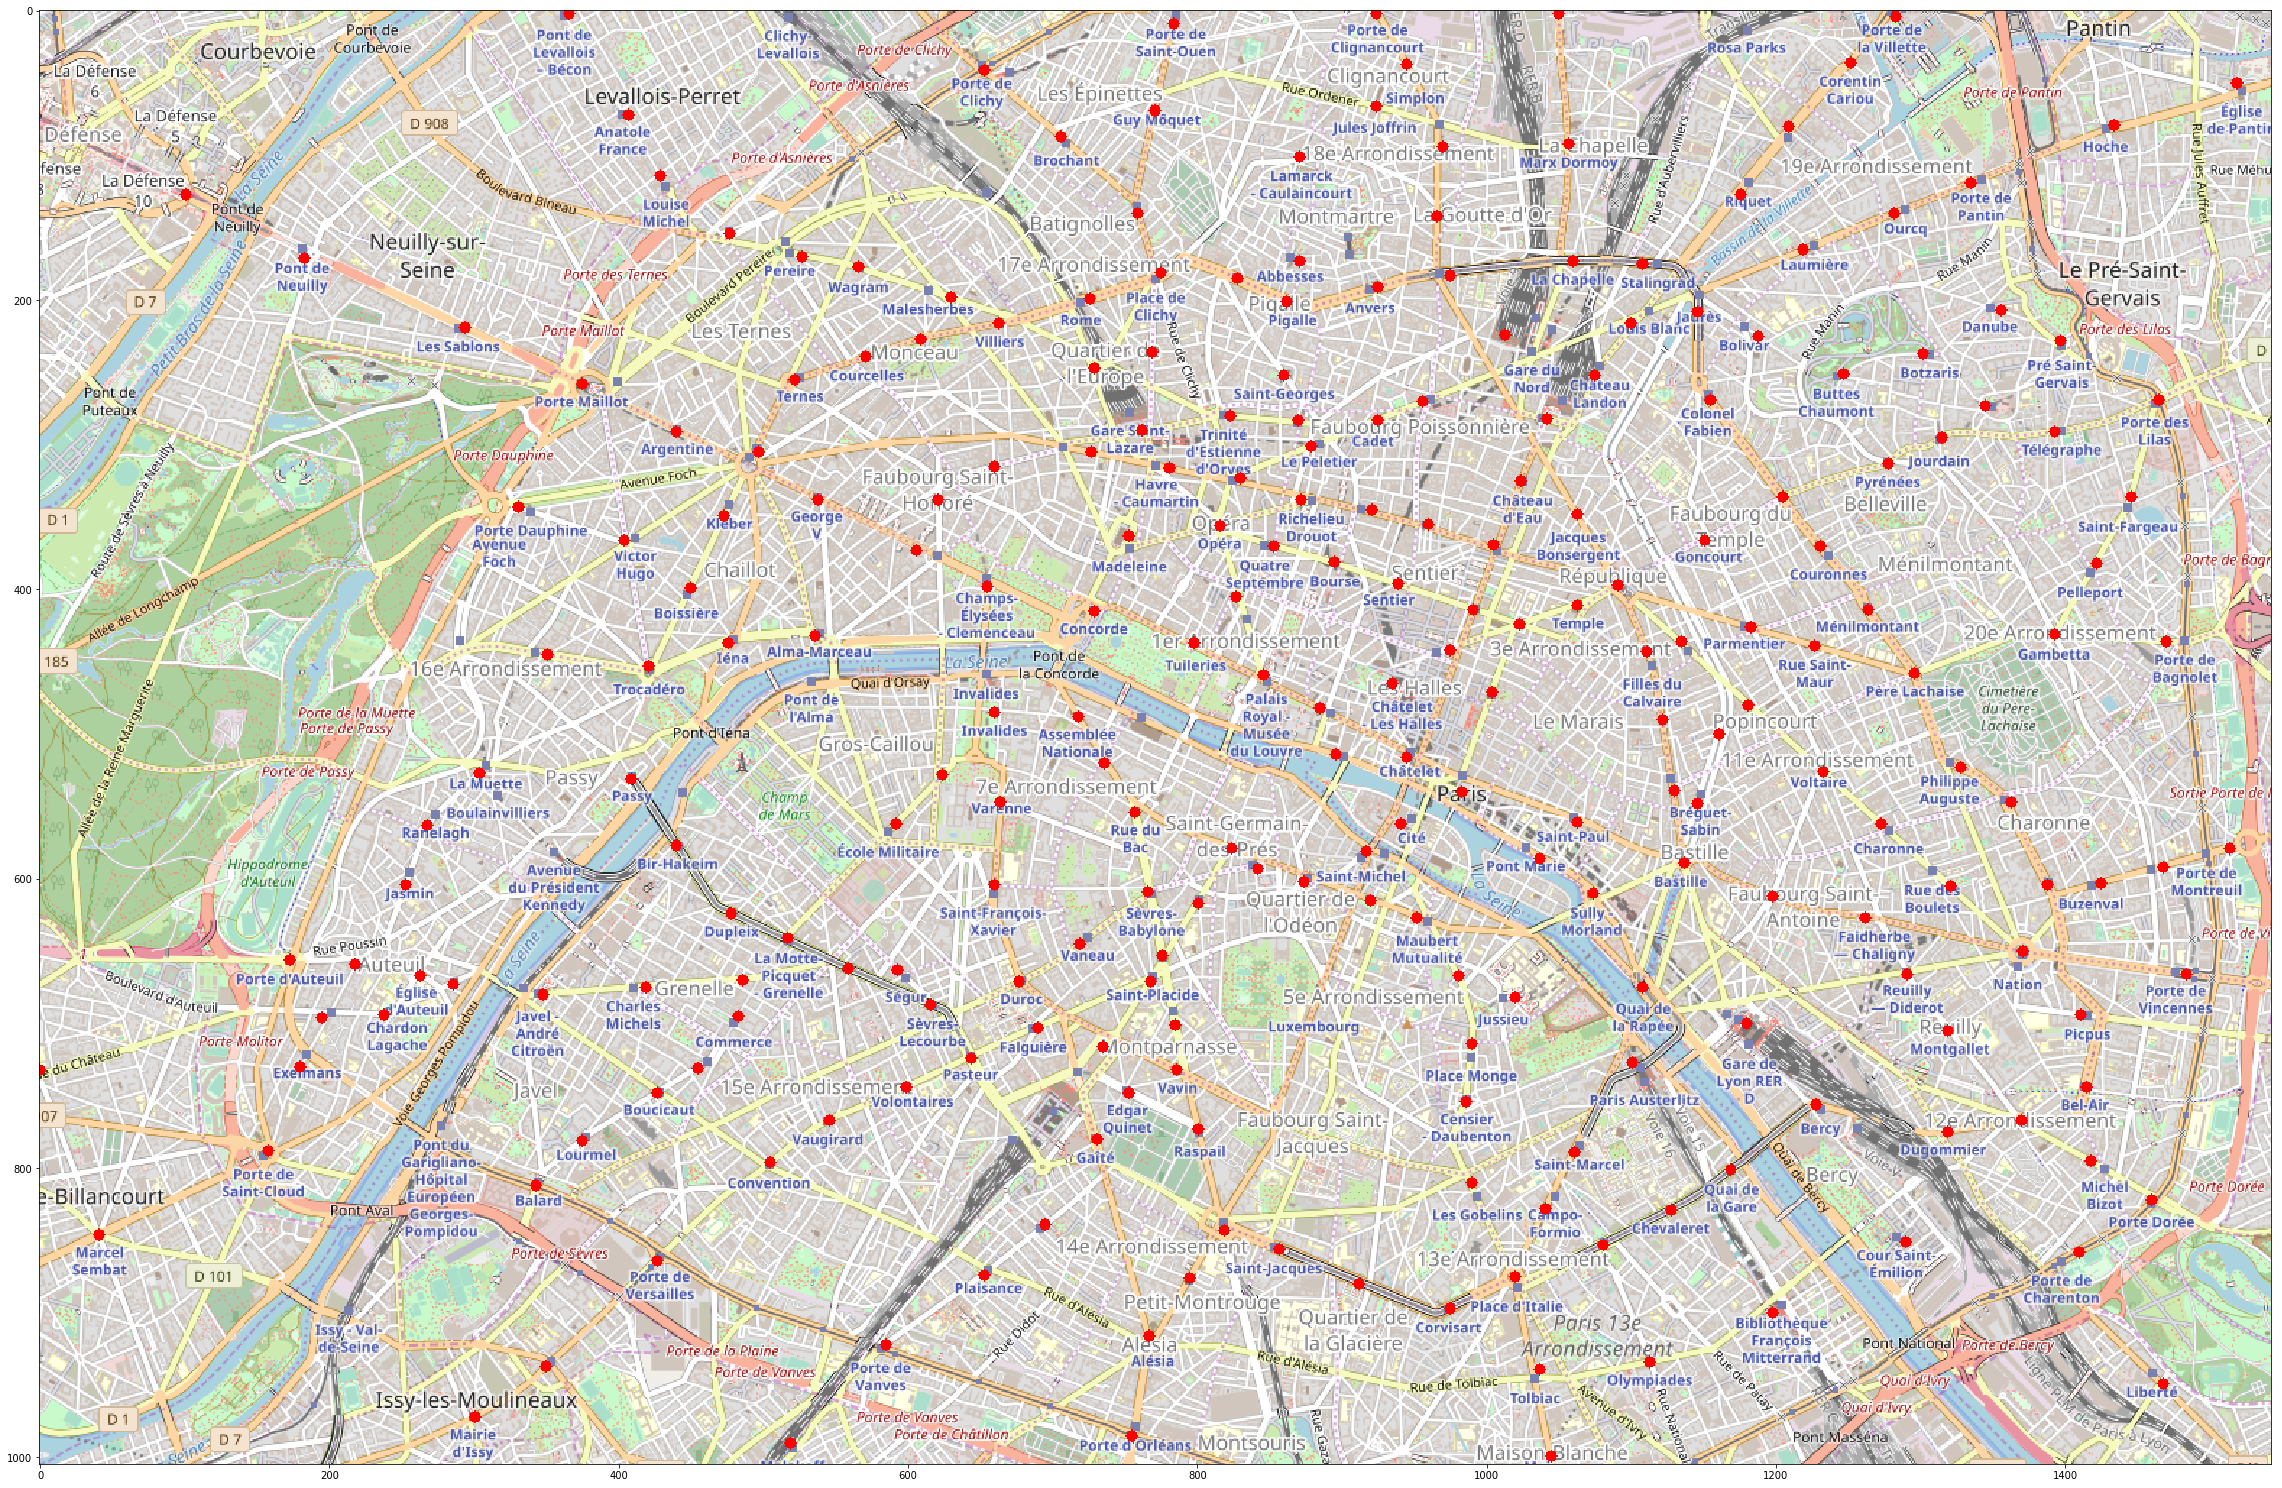 Courbevoie
Pont de
Courbevoie
Pont de
Levallois
- Bécon
Clichy-
Levallois
Porte de Clichy
Porte de
Saint-Ouen
Porte de
Clignancourt
Rosa Parks
Porte de
la Villette
Pantin
La Défense
6
Levallois-Perret
Porte d'Asnières
Porte de
Clichy
Les Épinettes
Rue Ordener
Clignancourt
Simplon
Corentin
Cariou
Porte de Pantin
Église
de Pantin
La Défense
5
Défense
D 908
Anatole
France
Guy Môquet
Jules Joffrin
Marx Dormoy
La Chapelle
Rue d'Aubervilliers
Hoche
Rue Jules Auffret
La Défense
10
Porte d'Asnières
Brochant
18e Arrondissement
Lamarck
- Caulaincourt
19e Arrondissement
Boulevard Bineau
Louise
Michel
Batignolles
Montmartre
La Goutte d'Or
Riquet
Bassin de la Villette
Porte de
Pantin
Ourcq
Pont de
Neuilly
La Seine
Neuilly-sur-
Seine
Pont de
Neuilly
Porte des Ternes
Boulevard Pereire
Pereire
Wagram
17e Arrondissement
Abbesses
La Chapelle
Stalingrad
Laumière
Rue Manin
Le Pré-Saint-
Gervais
D 7
Petit Bras de la Seine
Les Sablons
Porte Maillot
Les Ternes
Malesherbes
Villiers
Rome
Place de
Clichy
Pigalle
Pigalle
Anvers
Louis Blanc
Jaurès
Bolivar
Rue Manin
Danube
Porte des Lilas
Monceau
Courcelles
Ternes
Quartier de
l'Europe
Rue de Clichy
Saint-Georges
Gare du
Nord
Château
Landon
Colonel
Fabien
Buttes
Chaumont
Botzaris
Pré Saint-
Gervais
Pont de
Puteaux
Porte Maillot
Argentine
Gare Saint-
Lazare
Trinité
d'Estienne
d'Orves
Faubourg Poissonnière
Cadet
Le Peletier
Jourdain
Pyrénées
Télégraphe
Porte des
Lilas
Porte Dauphine
Route de Sèvres à Neuilly
Avenue Foch
Faubourg Saint-
Honoré
Havre
- Caumartin
Château
d'Eau
Belleville
Faubourg du
Temple
D 1
Porte Dauphine
Avenue
Foch
Kléber
George
V
Opéra
Opéra
Richelieu
Drouot
Jacques
Bonsergent
Goncourt
Saint-Fargeau
Victor
Hugo
Chaillot
Boissière
Madeleine
Quatre
Septembre
Bourse
Sentier
Sentier
République
Couronnes
Ménilmontant
Pelleport
Allée de Longchamp
Champs-
Élysées
- Clemenceau
Concorde
Temple
Parmentier
Ménilmontant
185
16e Arrondissement
Iéna
Alma-Marceau
La Seine
Pont de
la Concorde
1er Arrondissement
Tuileries
3e Arrondissement
Rue Saint-
Maur
20e Arrondissement
Gambetta
Porte de
Bagnolet
Trocadéro
Pont de
l'Alma
Quai d'Orsay
Invalides
Invalides
Palais
Royal -
Musée
du Louvre
Les Halles
Châtelet
- Les Halles
Filles du
Calvaire
Père Lachaise
Cimetière
du Père-
Lachaise
Allée de la Reine Marguerite
Porte de la Muette
Porte de Passy
Pont d'Iéna
Gros-Caillou
Assemblée
Nationale
Le Marais
Popincourt
Porte de Passy
La Muette
Passy
Passy
Champ
de Mars
7e Arrondissement
Varenne
Châtelet
Paris
11e Arrondissement
Voltaire
Philippe
Auguste
Boulainvilliers
Ranelagh
École Militaire
Rue du
Bac
Saint-Germain-
des-Prés
Cité
Saint-Paul
Pont Marie
Bréguet-
Sabin
Charonne
Charonne
Hippodrome
d'Auteuil
Jasmin
Avenue
du Président
Kennedy
Bir-Hakeim
Saint-François-
Xavier
Saint-Michel
Quartier de
l'Odéon
La Seine
Bastille
Bastille
Rue des
Boulets
Buzenval
Porte de
Montreuil
Rue Poussin
Dupleix
Sèvres-
Babylone
Maubert
Mutualité
Sully
Morland
Faubourg Saint-
Antoine
Faidherbe
— Chaligny
Porte d'Auteuil
Auteuil
Boulevard d'Auteuil
Église
d'Auteuil
La Motte-
Picquet
Grenelle
Grenelle
Ségur
Vaneau
Duroc
Saint-Placide
5e Arrondissement
Jussieu
Reuilly
— Diderot
Nation
Porte de
Vincennes
Porte Molitor
Chardon
Lagache
Javel
André
Citroën
Charles
Michels
Commerce
Sèvres-
Lecourbe
Falguière
Luxembourg
Quai de
la Rapée
Reuilly
Montgallet
Picpus
Exelmans
Voie Georges Pompidou
Javel
15e Arrondissement
Pasteur
Montparnasse
Place Monge
Gare de
Lyon RER
D
Boucicaut
Volontaires
Vavin
Edgar
Quinet
Faubourg Saint-
Jacques
Censier
- Daubenton
Paris Austerlitz
Bel-Air
Bercy
12e Arrondissement
Dugommier
Pont du
Garigliano-
Hôpital
Européen
Georges-
Pompidou
Lourmel
Vaugirard
Gaîté
Raspail
Saint-Marcel
Quai de Bercy
Bercy
Porte de
Saint-Cloud
e-Billancourt
Pont Aval
Balard
Convention
Les Gobelins
Campo-
Formio
Quai de
la Gare
Chevaleret
Michel
Bizot
Porte Dorée
Porte Dorée
Marcel
Sembat
D 101
Porte de Sèvres
Porte de
Versailles
Plaisance
14e Arrondissement
Saint-Jacques
13e Arrondissement
Cour Saint-
Émilion
Porte de
Charenton
Issy - Val-
de-Seine
Rue Didot
Rue d'Alésia
Petit-Montrouge
Quartier de
la Glacière
Place d'Italie
Corvisart
Paris 13e
Arrondissement
Bibliothèque
François
Mitterrand
Pont National
Porte de Bercy
Porte de la Plaine
Porte de Vanves
Porte de
Vanves
Alésia
Alésia
Rue d'Alésia
Rue de Tolbiac
Tolbiac
Olympiades
Rue de Patay
Quai d'Ivry
Liberté
D 1
D 7
Issy-les-Moulineaux
Mairie
d'Issy
Porte de Vanves
Porte de Châtillon
Porte d'Orléans
Montsouris
Avenue d'Ivry
Maison Blanche
Quai d'Ivry
Pont Masséna
0
200
400
600
800
1000
0
200
400
600
800
1000
1200
1400